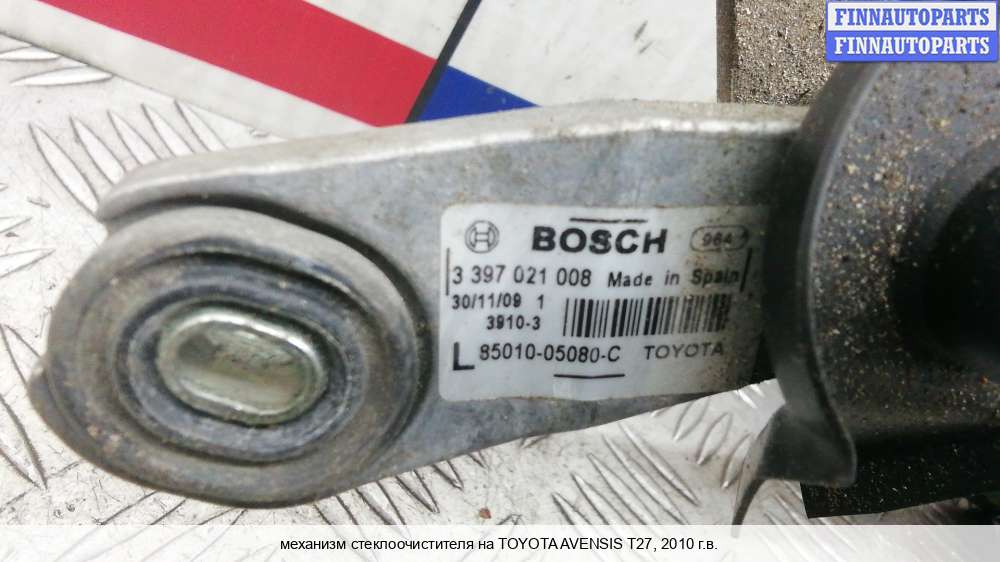 FINNAUTOPARTS
FINNAUTOPARTS
BOSCH 964
3 397 021 008 Made in Spain
30/11/09 1
3910-3
L 85010-05080-C TOYOTA
механизм стеклоочистителя на TOYOTA AVENSIS T27, 2010 г.в.